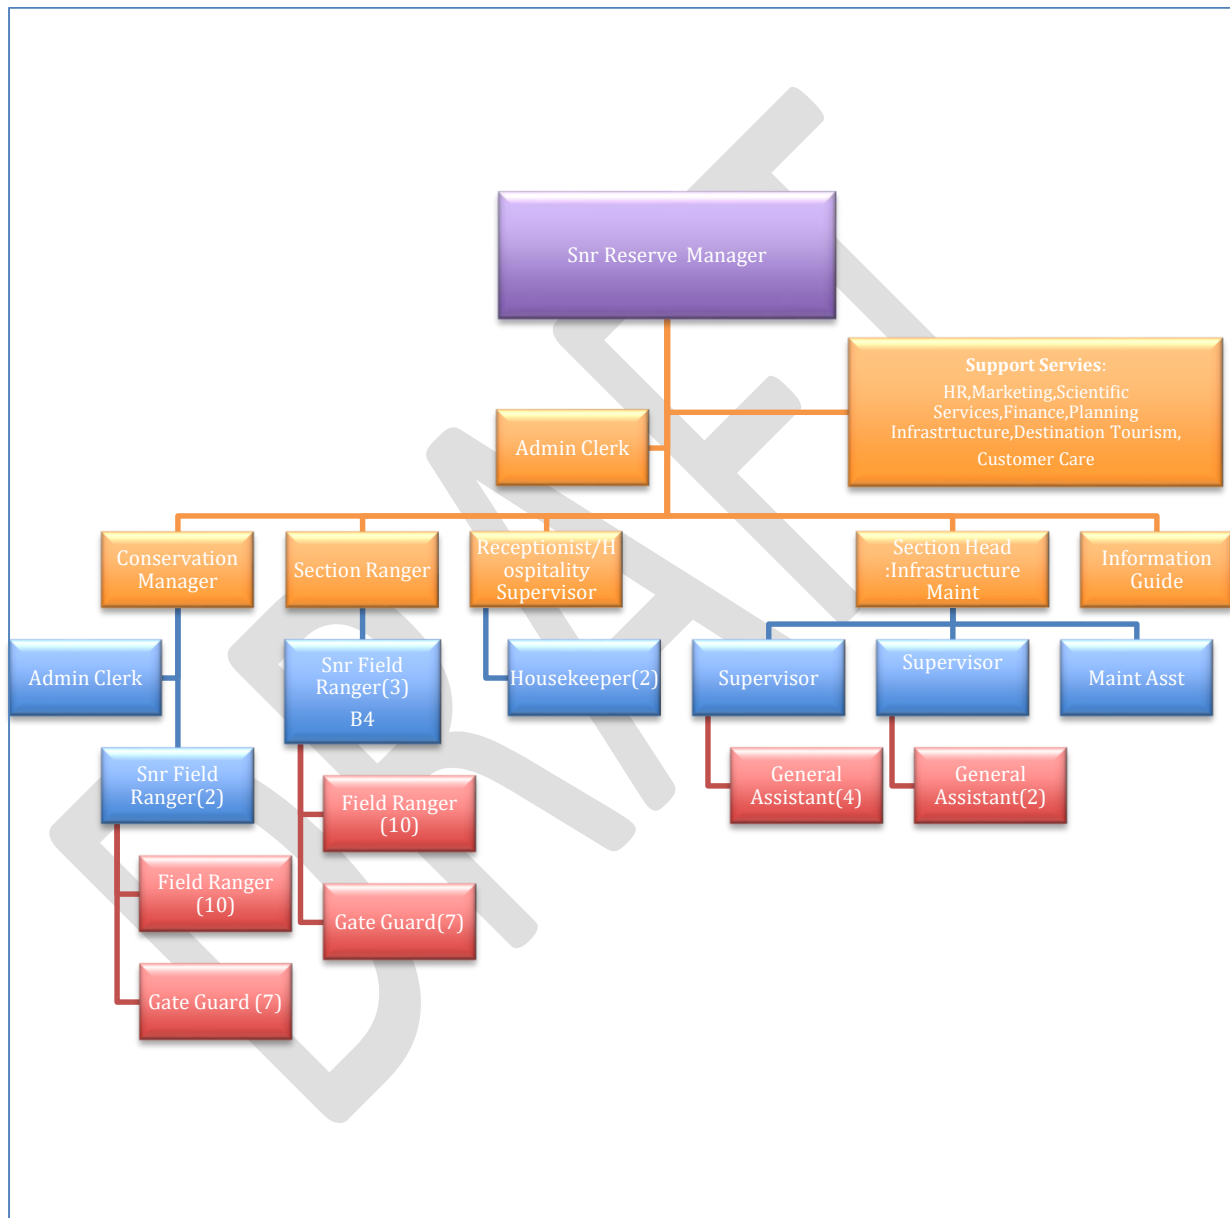 Snr Reserve  Manager
Support Servies:
HR,Marketing,Scientific
Services,Finance,Planning
Infrastrtucture,Destination Tourism,
Customer Care
Admin Clerk
Conservation
Manager
Section Ranger
Receptionist/H
ospitality
Supervisor
Section Head
:Infrastructure
Maint
Information
Guide
Admin Clerk
Snr Field
Ranger(3)
B4
Housekeeper(2)
Supervisor
Supervisor
Maint Asst
Snr Field
Ranger(2)
Field Ranger
(10)
General
Assistant(4)
General
Assistant(2)
Field Ranger
(10)
Gate Guard(7)
Gate Guard (7)
DRAFT